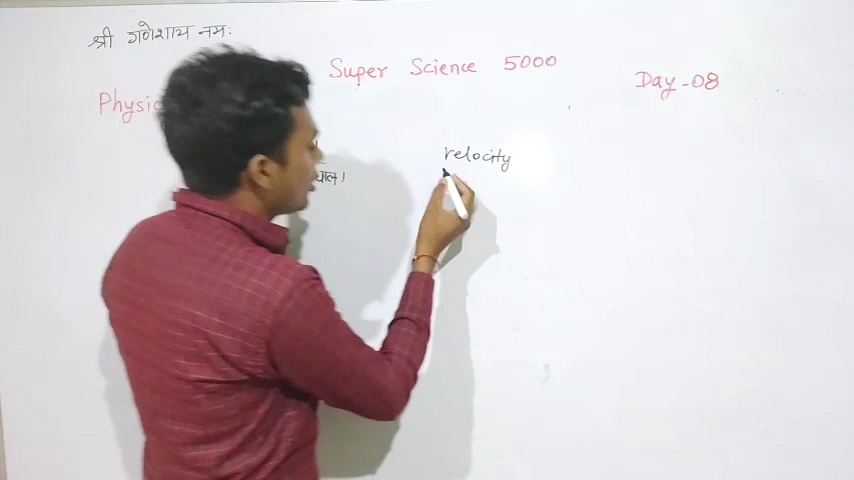 श्री गणेशाय नमः
Super Science 5000
Day-08
Physic
velocity
चाल।